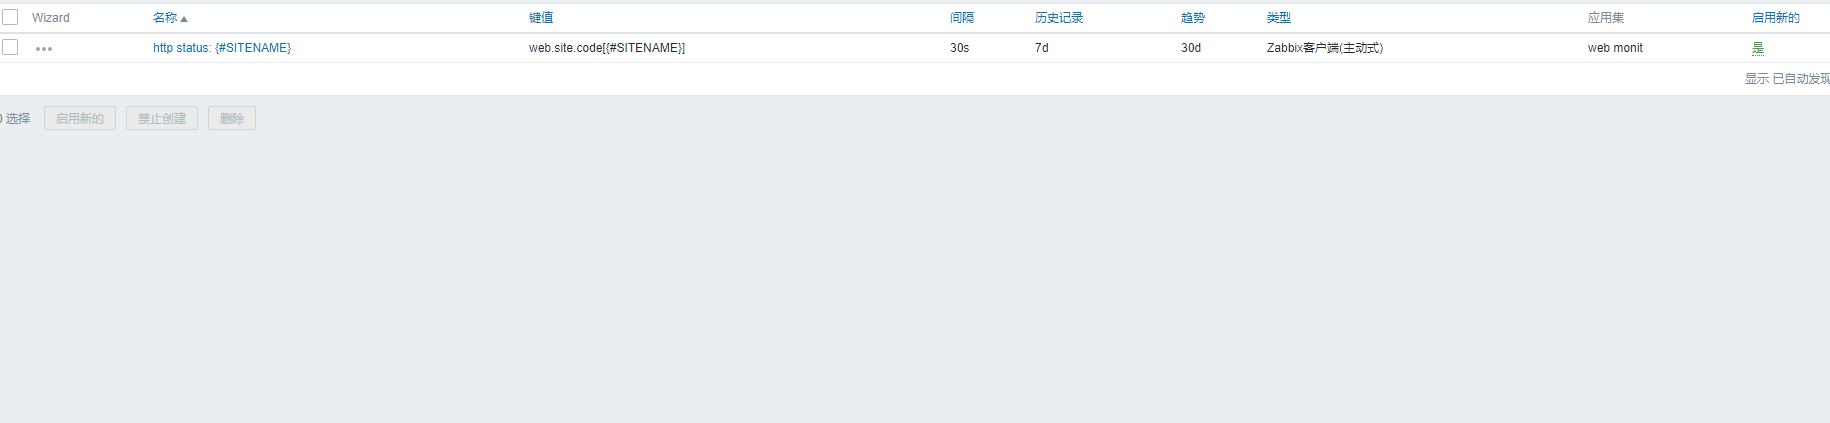 Wizard 名称 键值 间隔 历史记录 趋势 类型 应用集 启用新的
http status: {#SITENAME} web.site.code[{#SITENAME}] 30s 7d 30d Zabbix客户端(主动式) web monit 是
显示 已自动发现
0 选择 启用新的 禁止创建 删除